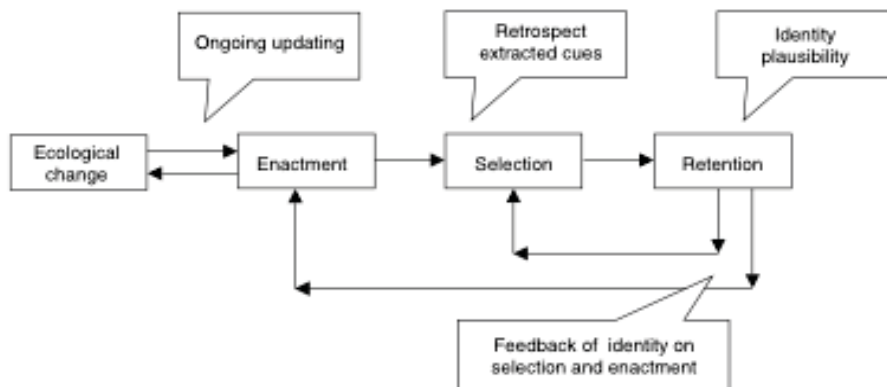 Ongoing updating
Retrospect
extracted cues
Identity
plausibility
Ecological
change
Enactment
Selection
Retention
Feedback of identity on
selection and enactment